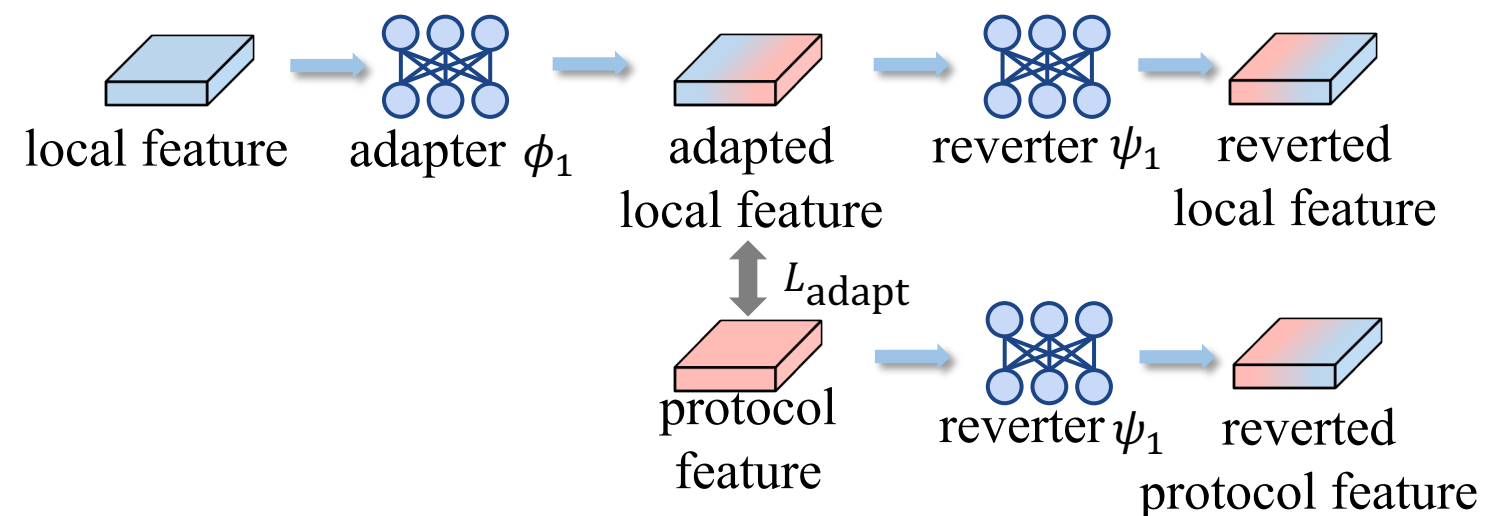 local feature
adapter ϕ₁
adapted
local feature
reverter ψ₁
reverted
local feature
L_adapt
protocol
feature
reverter ψ₁
reverted
protocol feature